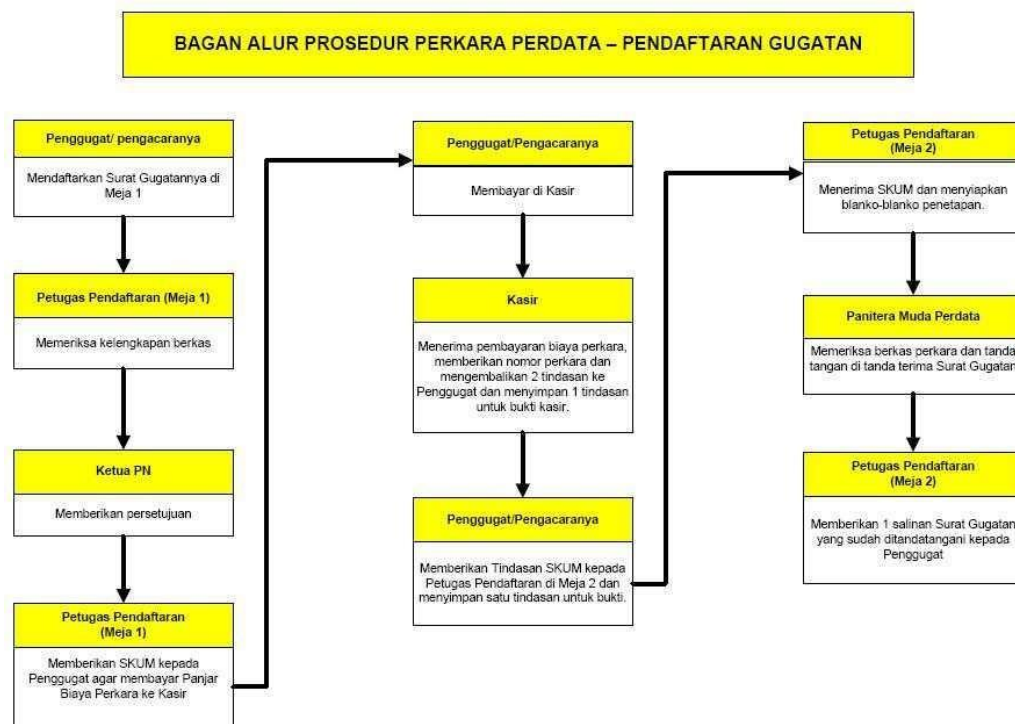 BAGAN ALUR PROSEDUR PERKARA PERDATA – PENDAFTARAN GUGATAN
Penggugat/ pengacaranya
Mendaftarkan Surat Gugatannya di
Meja 1
Petugas Pendaftaran (Meja 1)
Memeriksa kelengkapan berkas
Ketua PN
Memberikan persetujuan
Petugas Pendaftaran
(Meja 1)
Memberikan SKUM kepada
Penggugat agar membayar Panjar
Biaya Perkara ke Kasir
Penggugat/Pengacaranya
Membayar di Kasir
Kasir
Menerima pembayaran biaya perkara,
memberikan nomor perkara dan
mengembalikan 2 tindasan ke
Penggugat dan menyimpan 1 tindasan
untuk bukti kasir.
Penggugat/Pengacaranya
Memberikan Tindasan SKUM kepada
Petugas Pendaftaran di Meja 2 dan
menyimpan satu tindasan untuk bukti.
Petugas Pendaftaran
(Meja 2)
Menerima SKUM dan menyiapkan
blanko-blanko penetapan.
Panitera Muda Perdata
Memeriksa berkas perkara dan tanda
tangan di tanda terima Surat Gugatan
Petugas Pendaftaran
(Meja 2)
Memberikan 1 salinan Surat Gugatan
yang sudah ditandatangani kepada
Penggugat